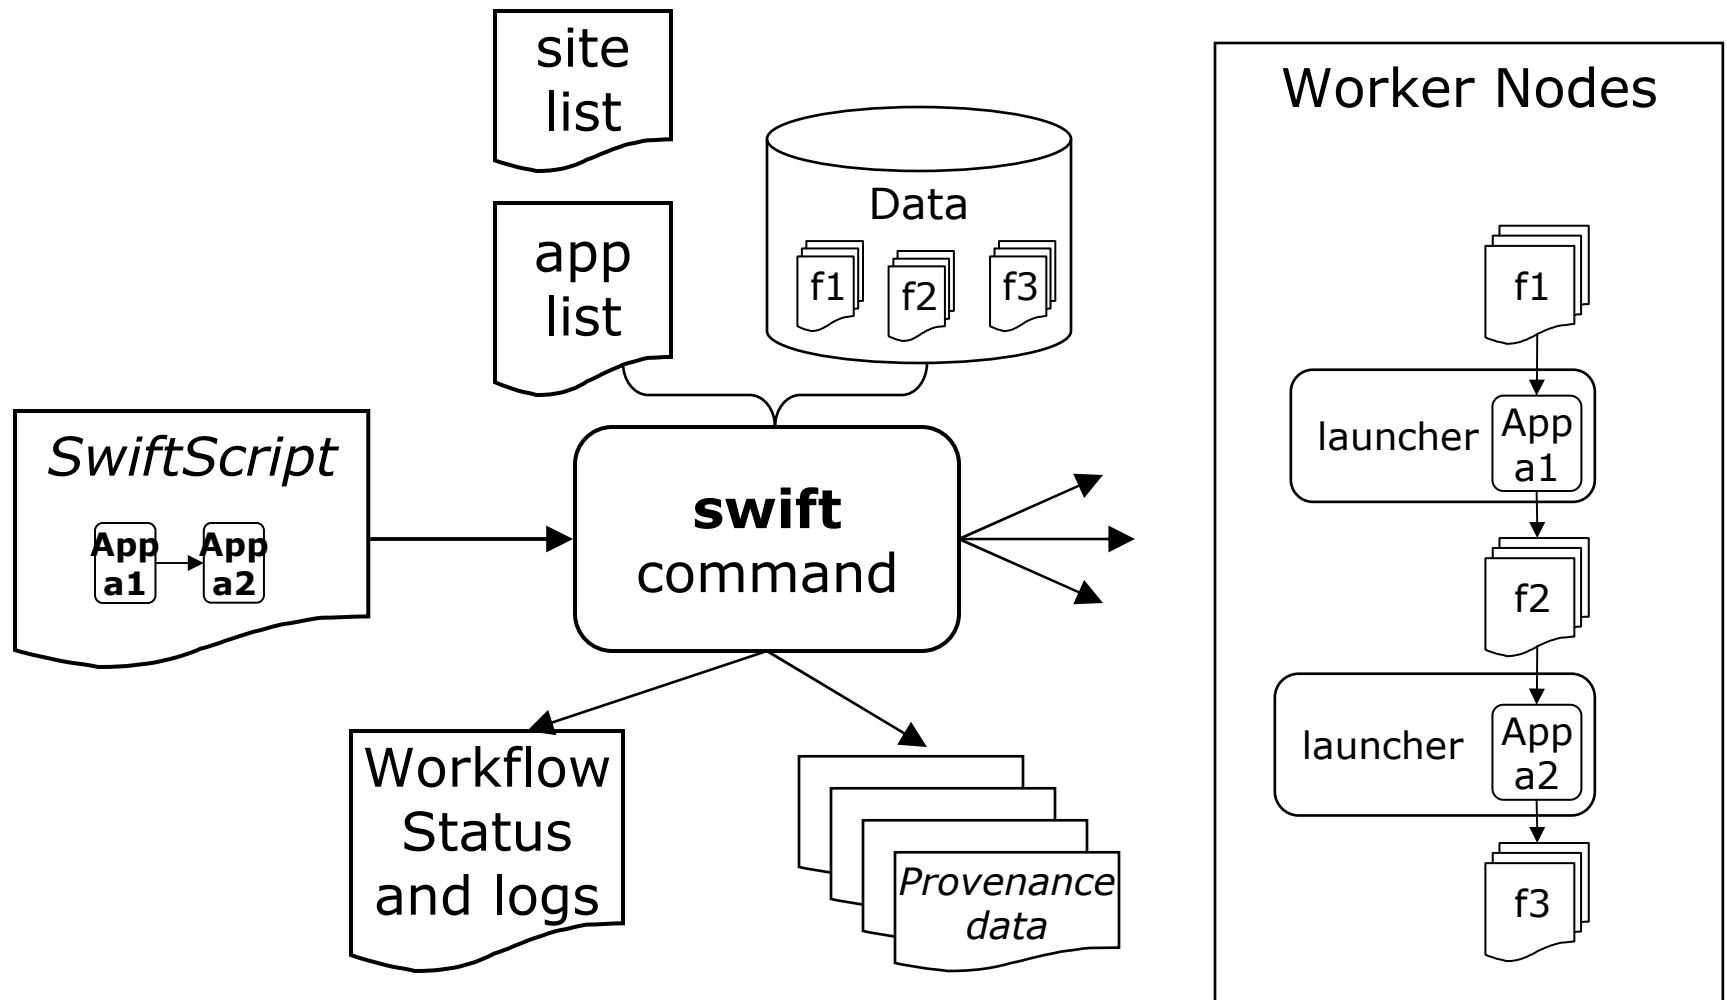 site
list
app
list
Data
f1
f2
f3
SwiftScript
App
a1
App
a2
swift
command
Workflow
Status
and logs
Provenance
data
Worker Nodes
f1
launcher
App
a1
f2
launcher
App
a2
f3